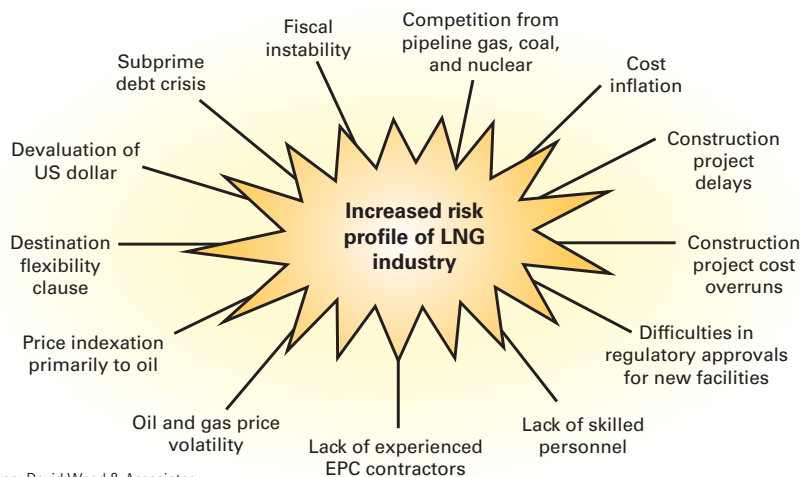 Fiscal
instability
Competition from
pipeline gas, coal,
and nuclear
Subprime
debt crisis
Cost
inflation
Devaluation of
US dollar
Construction
project
delays
Increased risk
profile of LNG
industry
Destination
flexibility
clause
Construction
project cost
overruns
Price indexation
primarily to oil
Difficulties in
regulatory approvals
for new facilities
Oil and gas price
volatility
Lack of experienced
EPC contractors
Lack of skilled
personnel
David Wood & Associates